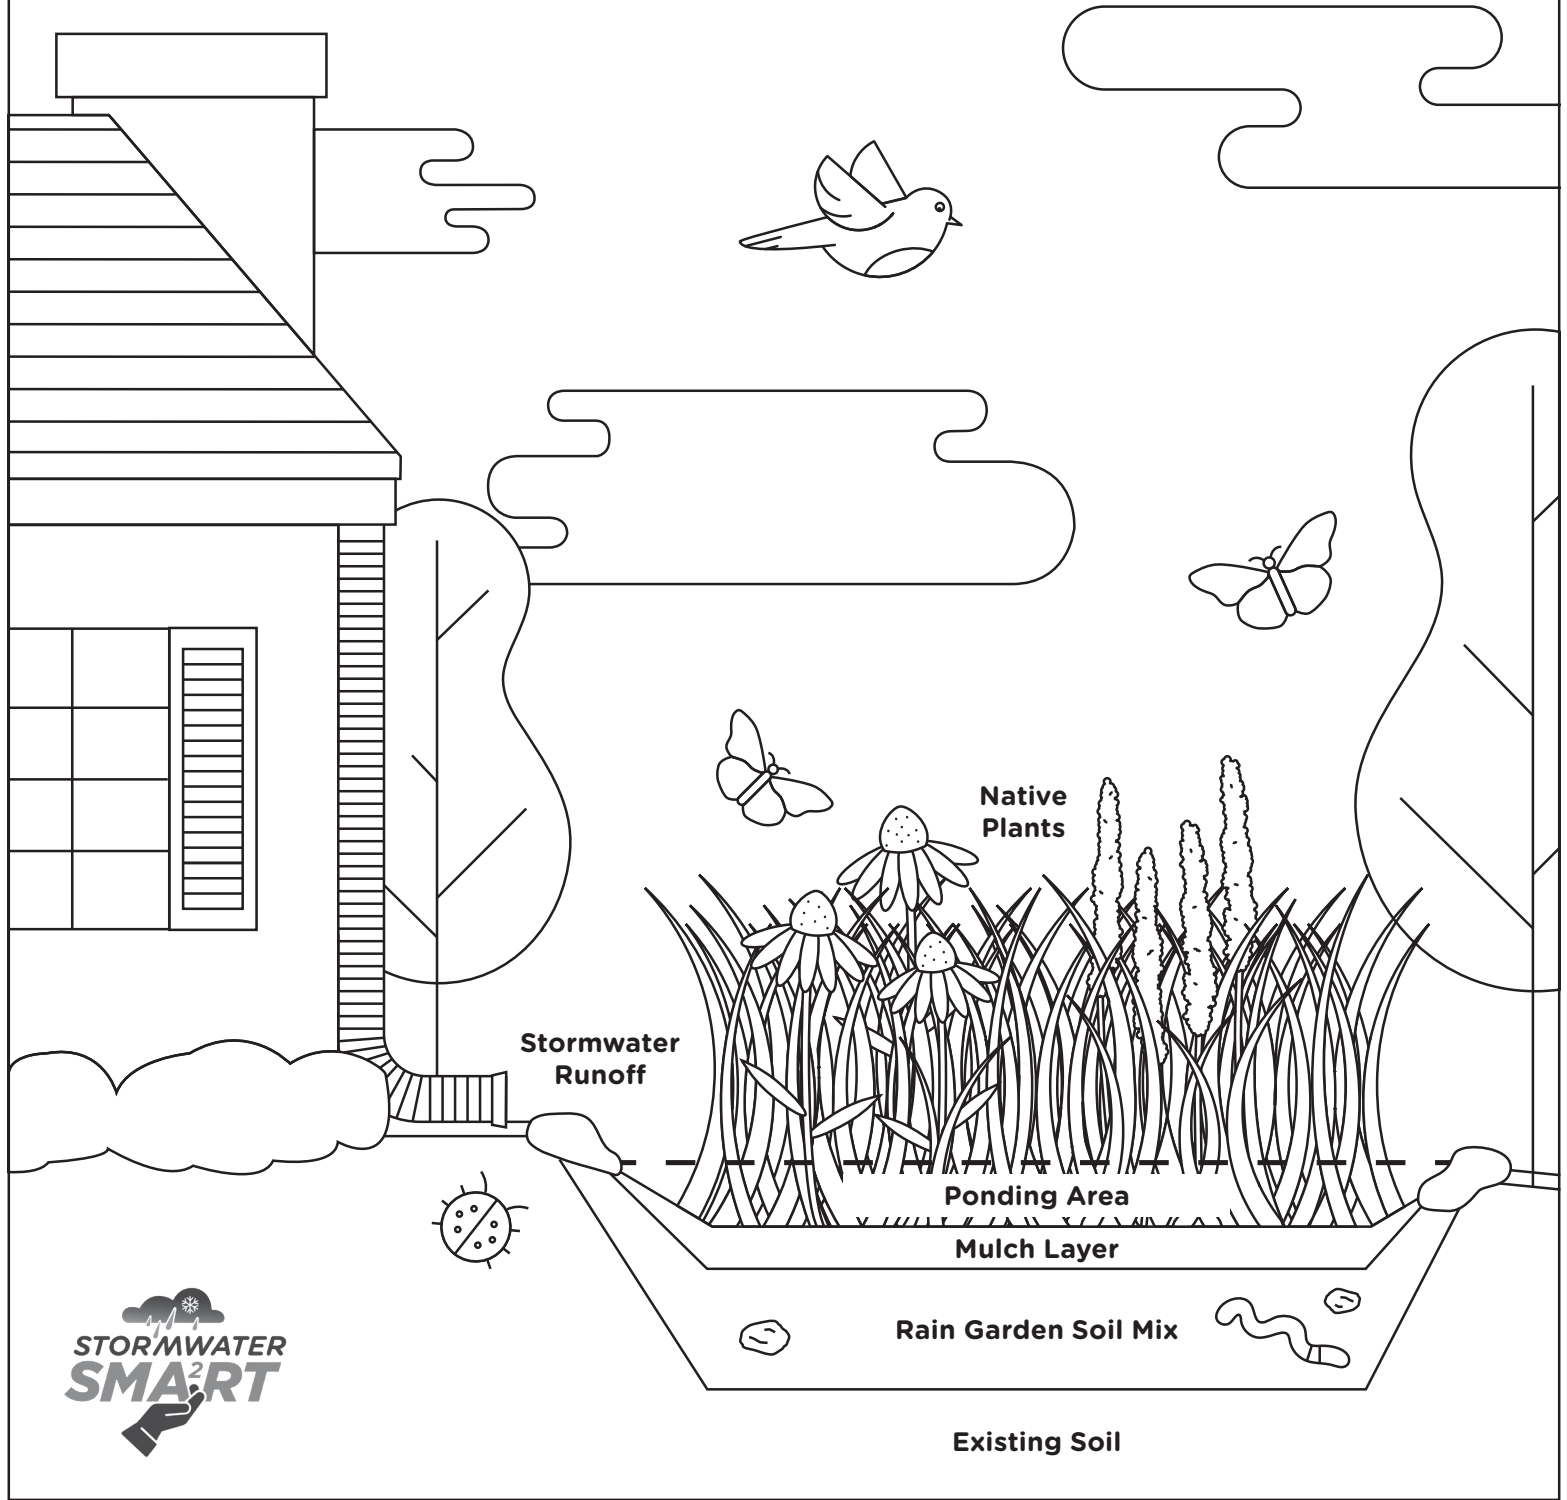 Native
Plants
Stormwater
Runoff
Ponding Area
Mulch Layer
Rain Garden Soil Mix
Existing Soil
STORMWATER
SMA2RT